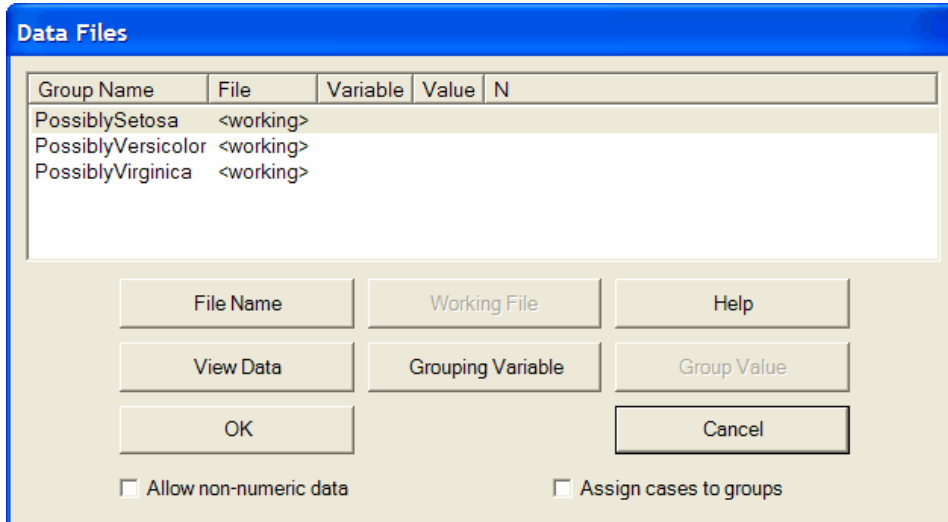 Data Files
Group Name File Variable Value N
PossiblySetosa <working>
PossiblyVersicolor <working>
PossiblyVirginica <working>
File Name Working File Help
View Data Grouping Variable Group Value
OK Cancel
Allow non-numeric data Assign cases to groups